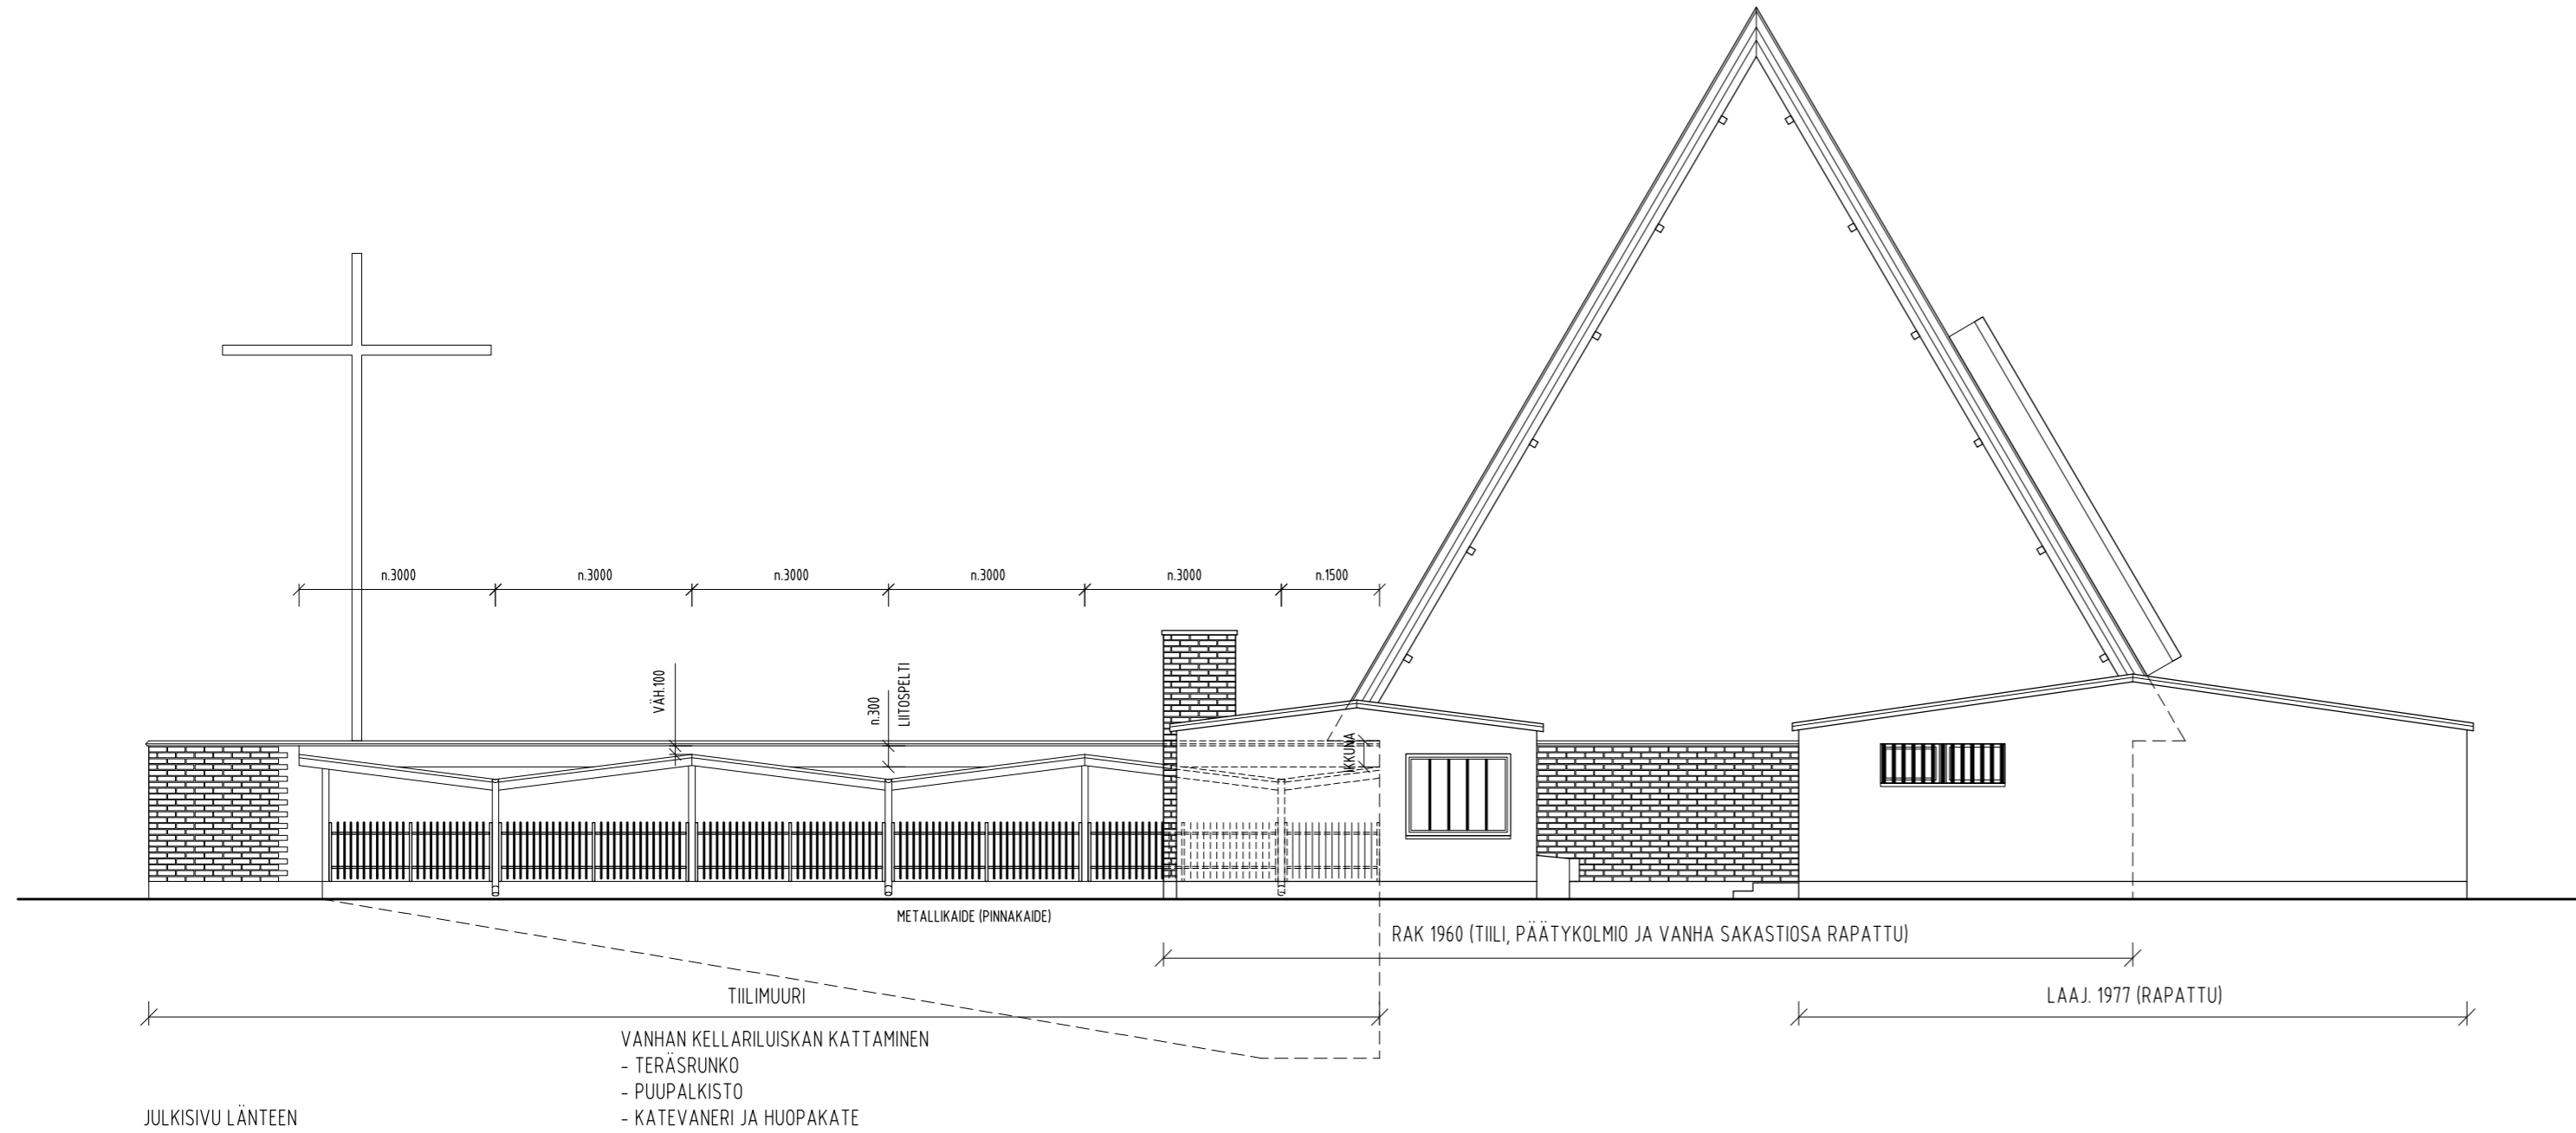 n.3000
n.3000
n.3000
n.3000
n.3000
n.1500
VÄH.100
n.300
LIITOSPELTI
IKKUNA
METALLIKAIDE (PINNAKAIDE)
RAK 1960 (TIILI, PÄÄTYKOLMIO JA VANHA SAKASTIOSA RAPATTU)
TIILIMUURI
LAAJ. 1977 (RAPATTU)
VANHAN KELLARILUISKAN KATTAMINEN
- TERÄSRUNKO
- PUUPALKISTO
- KATEVANERI JA HUOPAKATE
JULKISIVU LÄNTEEN